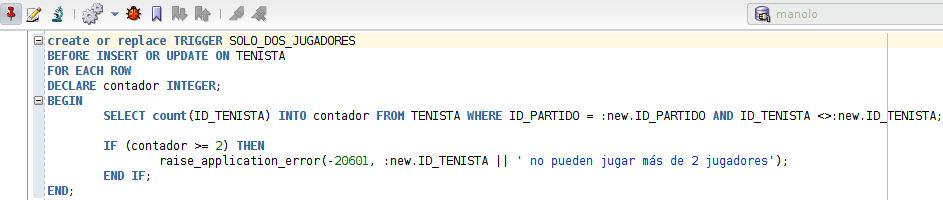 manolo
create or replace TRIGGER SOLO_DOS_JUGADORES
BEFORE INSERT OR UPDATE ON TENISTA
FOR EACH ROW
DECLARE contador INTEGER;
BEGIN
SELECT count(ID_TENISTA) INTO contador FROM TENISTA WHERE ID_PARTIDO = :new.ID_PARTIDO AND ID_TENISTA <>:new.ID_TENISTA;
IF (contador >= 2) THEN
raise_application_error(-20601, :new.ID_TENISTA || ' no pueden jugar más de 2 jugadores');
END IF;
END;